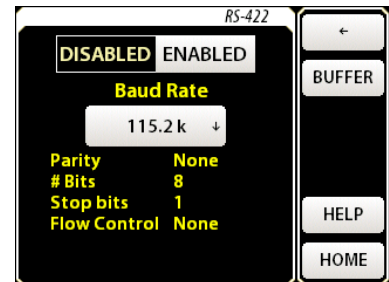 RS-422
←
DISABLED ENABLED
BUFFER
Baud Rate
115.2 k ↓
Parity None
# Bits 8
Stop bits 1
Flow Control None
HELP
HOME